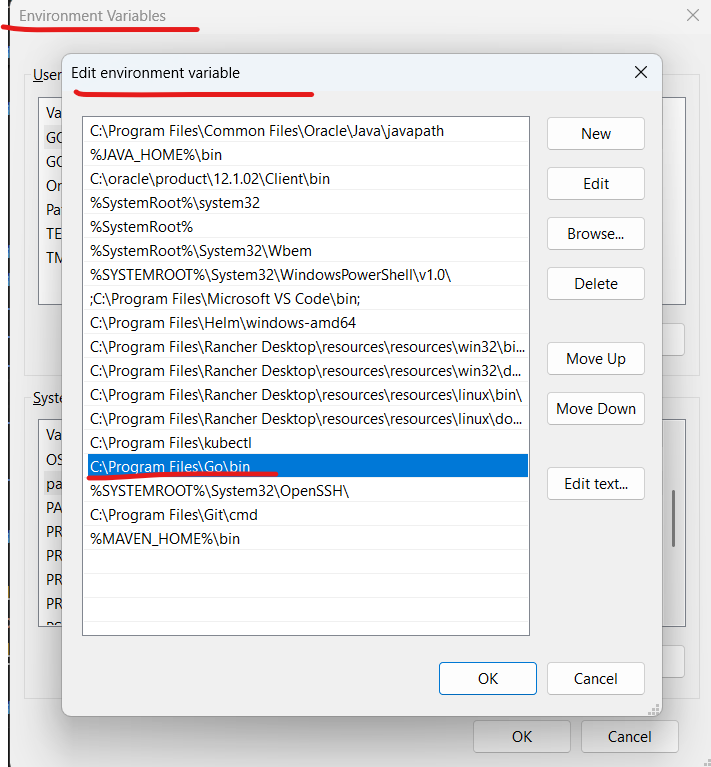 Environment Variables
Edit environment variable
User
Va
GO
GO
On
Pa
TE
TM
C:\Program Files\Common Files\Oracle\Java\javapath
%JAVA_HOME%\bin
C:\oracle\product\12.1.02\Client\bin
%SystemRoot%\system32
%SystemRoot%
%SystemRoot%\System32\Wbem
%SYSTEMROOT%\System32\WindowsPowerShell\v1.0\
;C:\Program Files\Microsoft VS Code\bin;
C:\Program Files\Helm\windows-amd64
C:\Program Files\Rancher Desktop\resources\resources\win32\bi...
C:\Program Files\Rancher Desktop\resources\resources\win32\d...
C:\Program Files\Rancher Desktop\resources\resources\linux\bin\
C:\Program Files\Rancher Desktop\resources\resources\linux\do...
C:\Program Files\kubectl
C:\Program Files\Go\bin
%SYSTEMROOT%\System32\OpenSSH\
C:\Program Files\Git\cmd
%MAVEN_HOME%\bin
New
Edit
Browse...
Delete
Move Up
Move Down
Edit text...
Syste
Va
OS
pa
PA
PR
PR
PR
PR
OK
Cancel
OK
Cancel